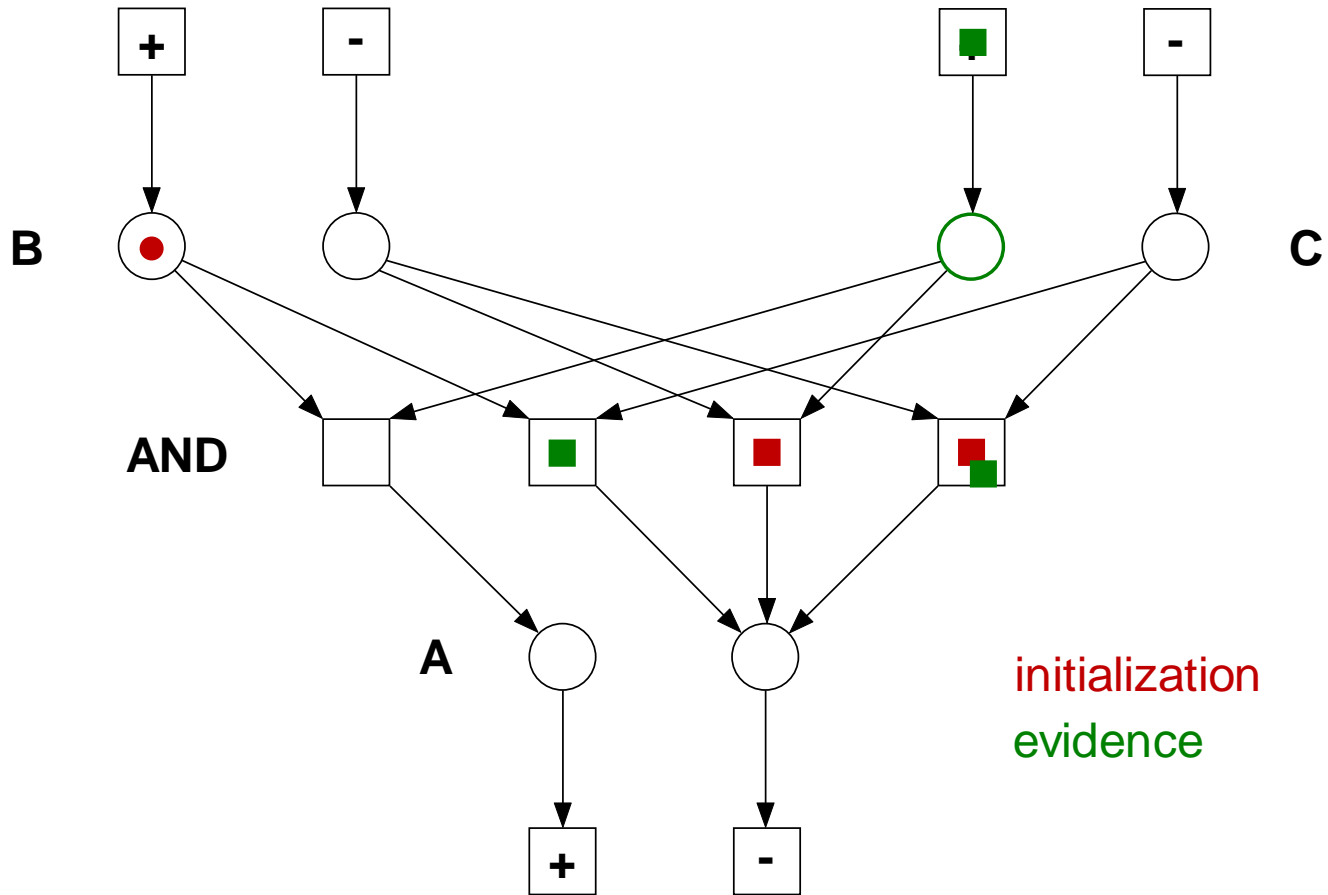 + - -
B C
AND
A
initialization
evidence
+ -